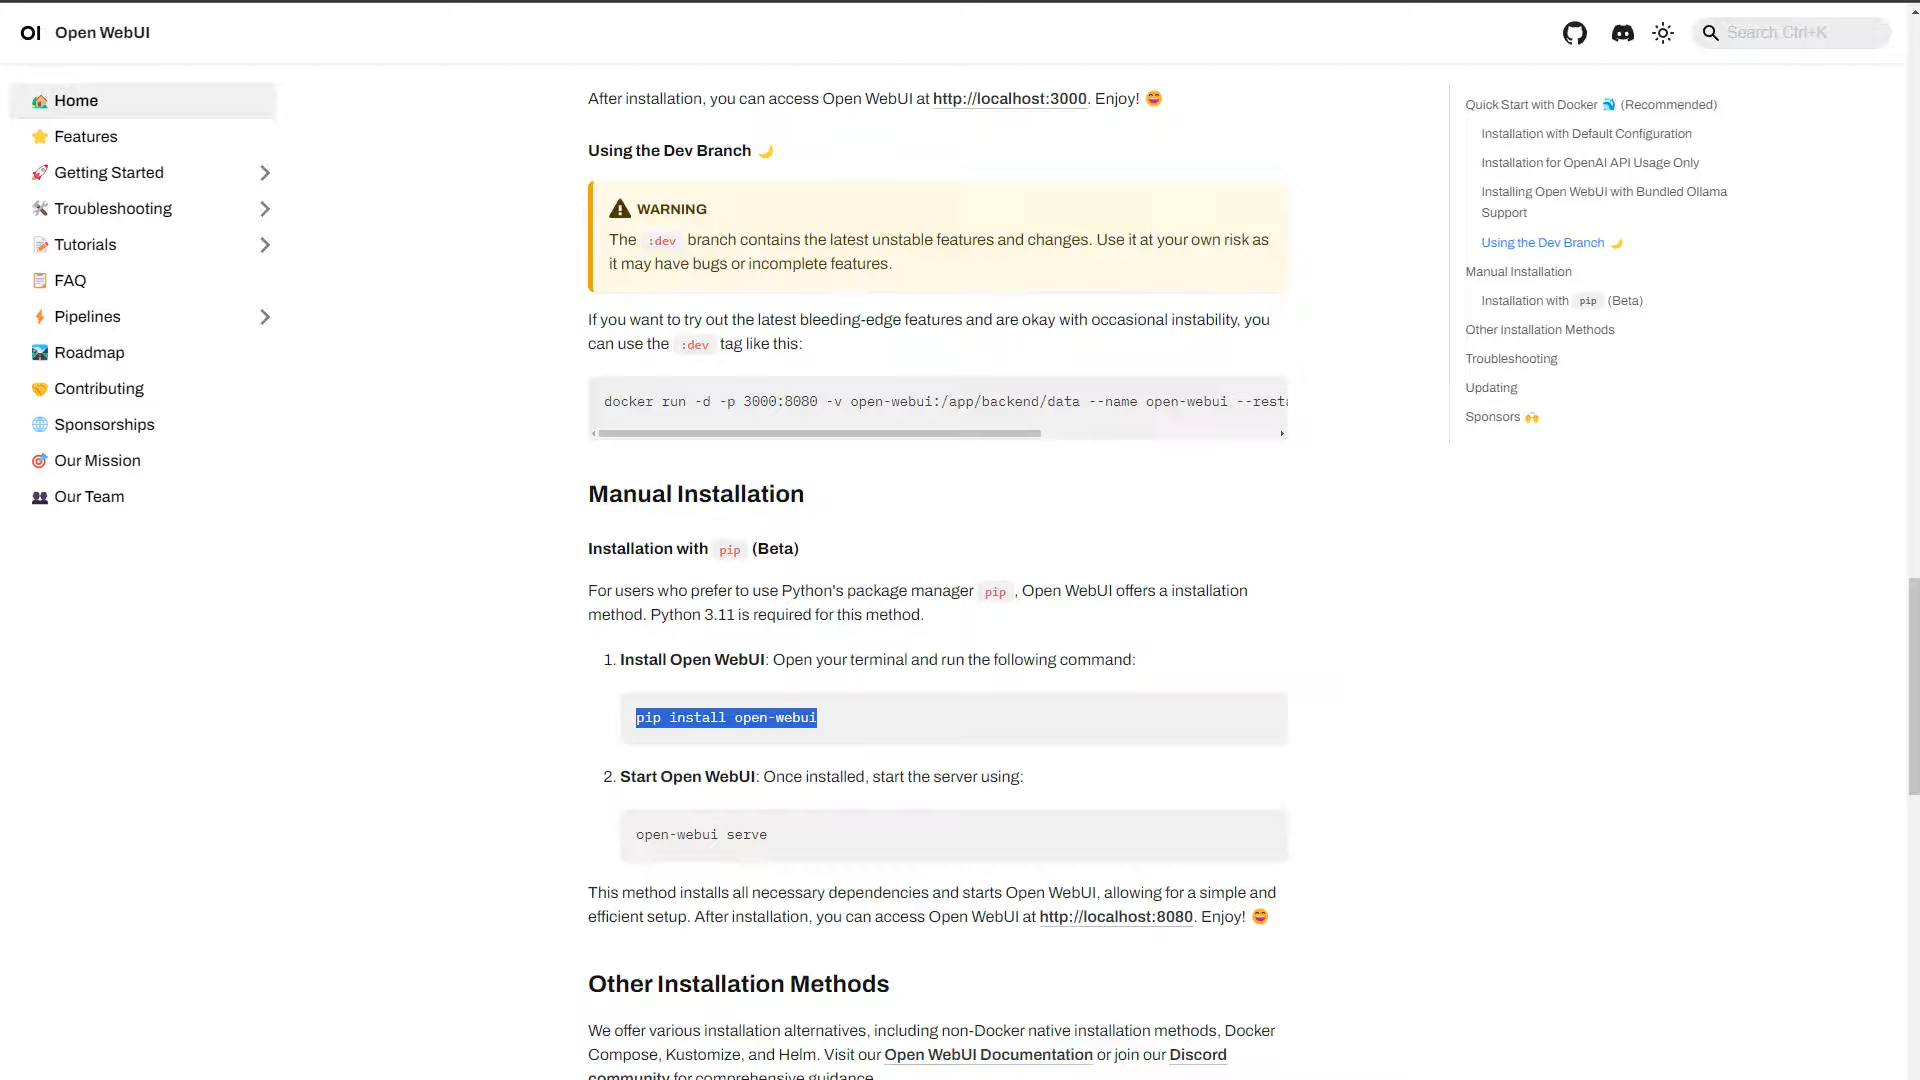 OI Open WebUI
Search Ctrl+K
Home
Features
Getting Started
Troubleshooting
Tutorials
FAQ
Pipelines
Roadmap
Contributing
Sponsorships
Our Mission
Our Team
After installation, you can access Open WebUI at http://localhost:3000. Enjoy! 😄
Using the Dev Branch 🌙
WARNING
The :dev branch contains the latest unstable features and changes. Use it at your own risk as
it may have bugs or incomplete features.
If you want to try out the latest bleeding-edge features and are okay with occasional instability, you
can use the :dev tag like this:
docker run -d -p 3000:8080 -v open-webui:/app/backend/data --name open-webui --resta
Manual Installation
Installation with pip (Beta)
For users who prefer to use Python's package manager pip, Open WebUI offers a installation
method. Python 3.11 is required for this method.
1. Install Open WebUI: Open your terminal and run the following command:
pip install open-webui
2. Start Open WebUI: Once installed, start the server using:
open-webui serve
This method installs all necessary dependencies and starts Open WebUI, allowing for a simple and
efficient setup. After installation, you can access Open WebUI at http://localhost:8080. Enjoy! 😄
Other Installation Methods
We offer various installation alternatives, including non-Docker native installation methods, Docker
Compose, Kustomize, and Helm. Visit our Open WebUI Documentation or join our Discord
community for comprehensive guidance.
Quick Start with Docker 🐳 (Recommended)
Installation with Default Configuration
Installation for OpenAI API Usage Only
Installing Open WebUI with Bundled Ollama
Support
Using the Dev Branch 🌙
Manual Installation
Installation with pip (Beta)
Other Installation Methods
Troubleshooting
Updating
Sponsors 🙌